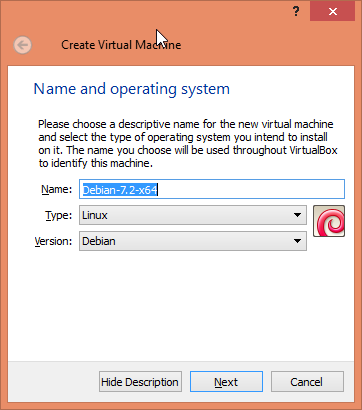 ?
Create Virtual Machine
Name and operating system
Please choose a descriptive name for the new virtual machine
and select the type of operating system you intend to install
on it. The name you choose will be used throughout VirtualBox
to identify this machine.
Name: Debian-7.2-x64
Type: Linux
Version: Debian
Hide Description Next Cancel